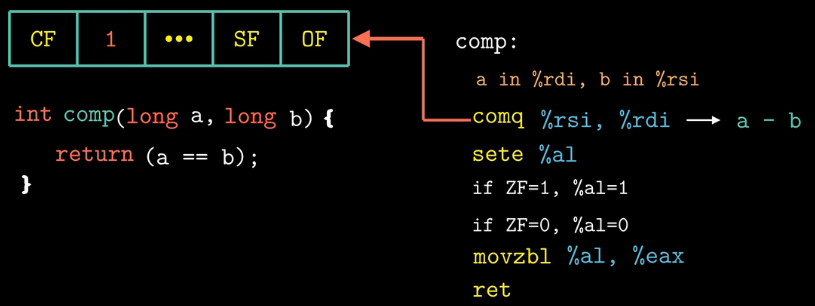 CF 1 ••• SF OF
int comp(long a, long b) {
return (a == b);
}
comp:
a in %rdi, b in %rsi
comq %rsi, %rdi → a - b
sete %al
if ZF=1, %al=1
if ZF=0, %al=0
movzbl %al, %eax
ret